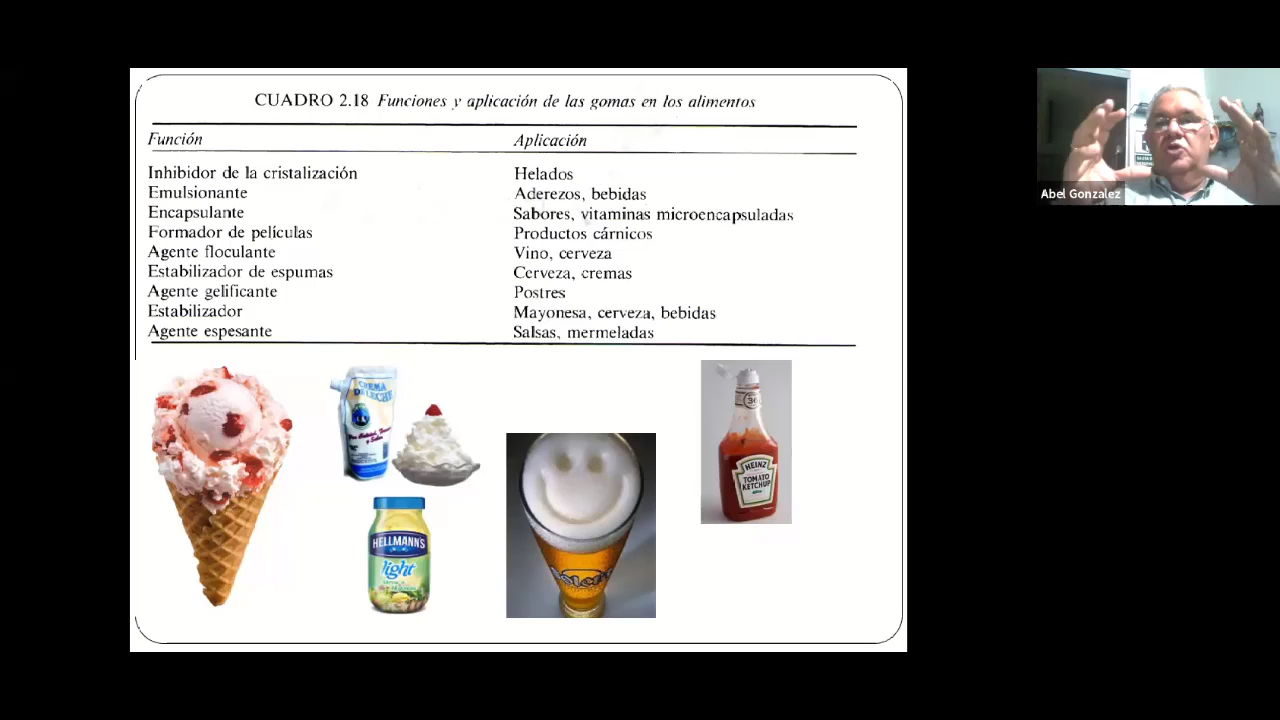 CUADRO 2.18 Funciones y aplicación de las gomas en los alimentos
Función Aplicación
Inhibidor de la cristalización Helados
Emulsionante Aderezos, bebidas
Encapsulante Sabores, vitaminas microencapsuladas
Formador de películas Productos cárnicos
Agente floculante Vino, cerveza
Estabilizador de espumas Cerveza, cremas
Agente gelificante Postres
Estabilizador Mayonesa, cerveza, bebidas
Agente espesante Salsas, mermeladas
Abel Gonzalez
CREMA
DE LECHE
HELLMANN'S
light
HEINZ
TOMATO
KETCHUP